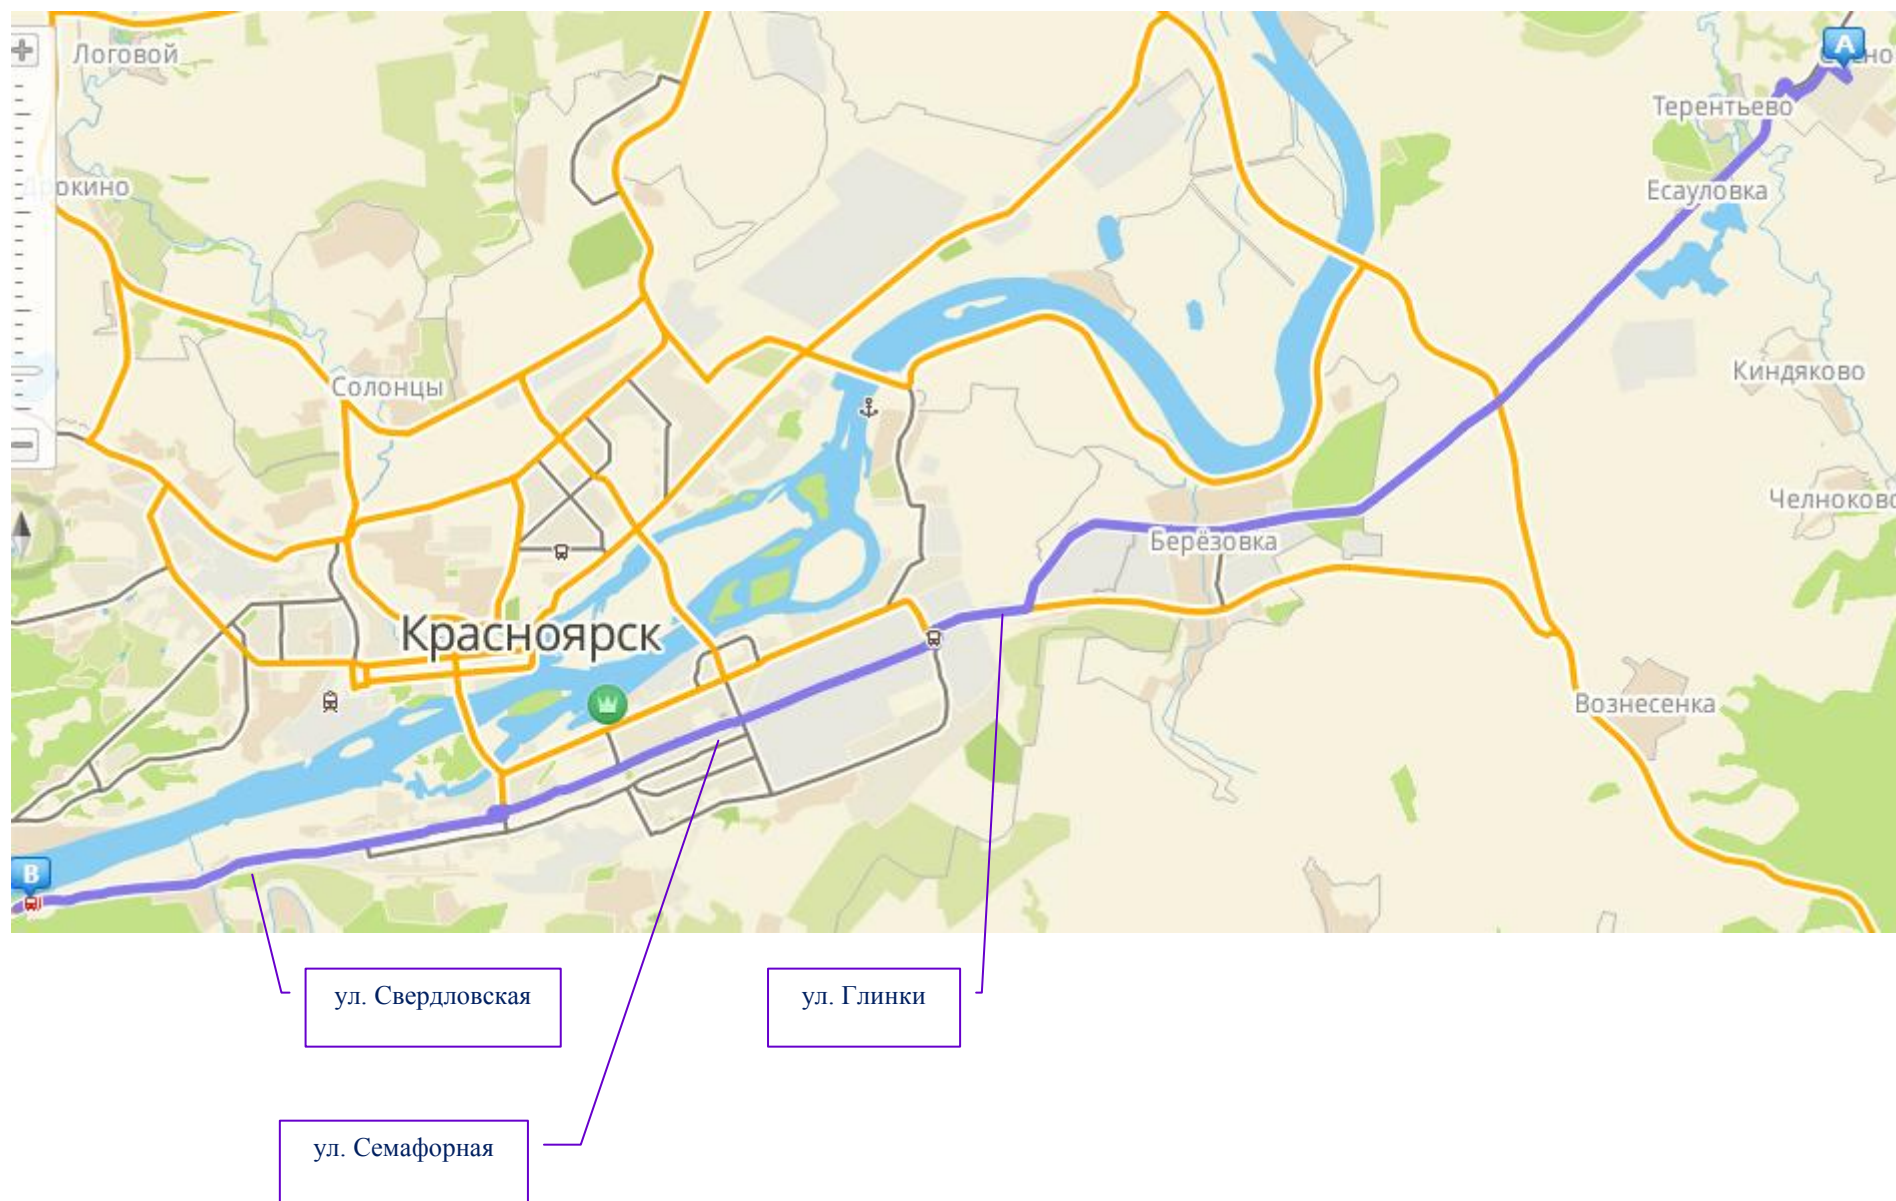 Логовой
A
Терентьево
Есауловка
Солонцы
Киндяково
Челноково
Берёзовка
Красноярск
Вознесенка
B
ул. Свердловская
ул. Глинки
ул. Семафорная